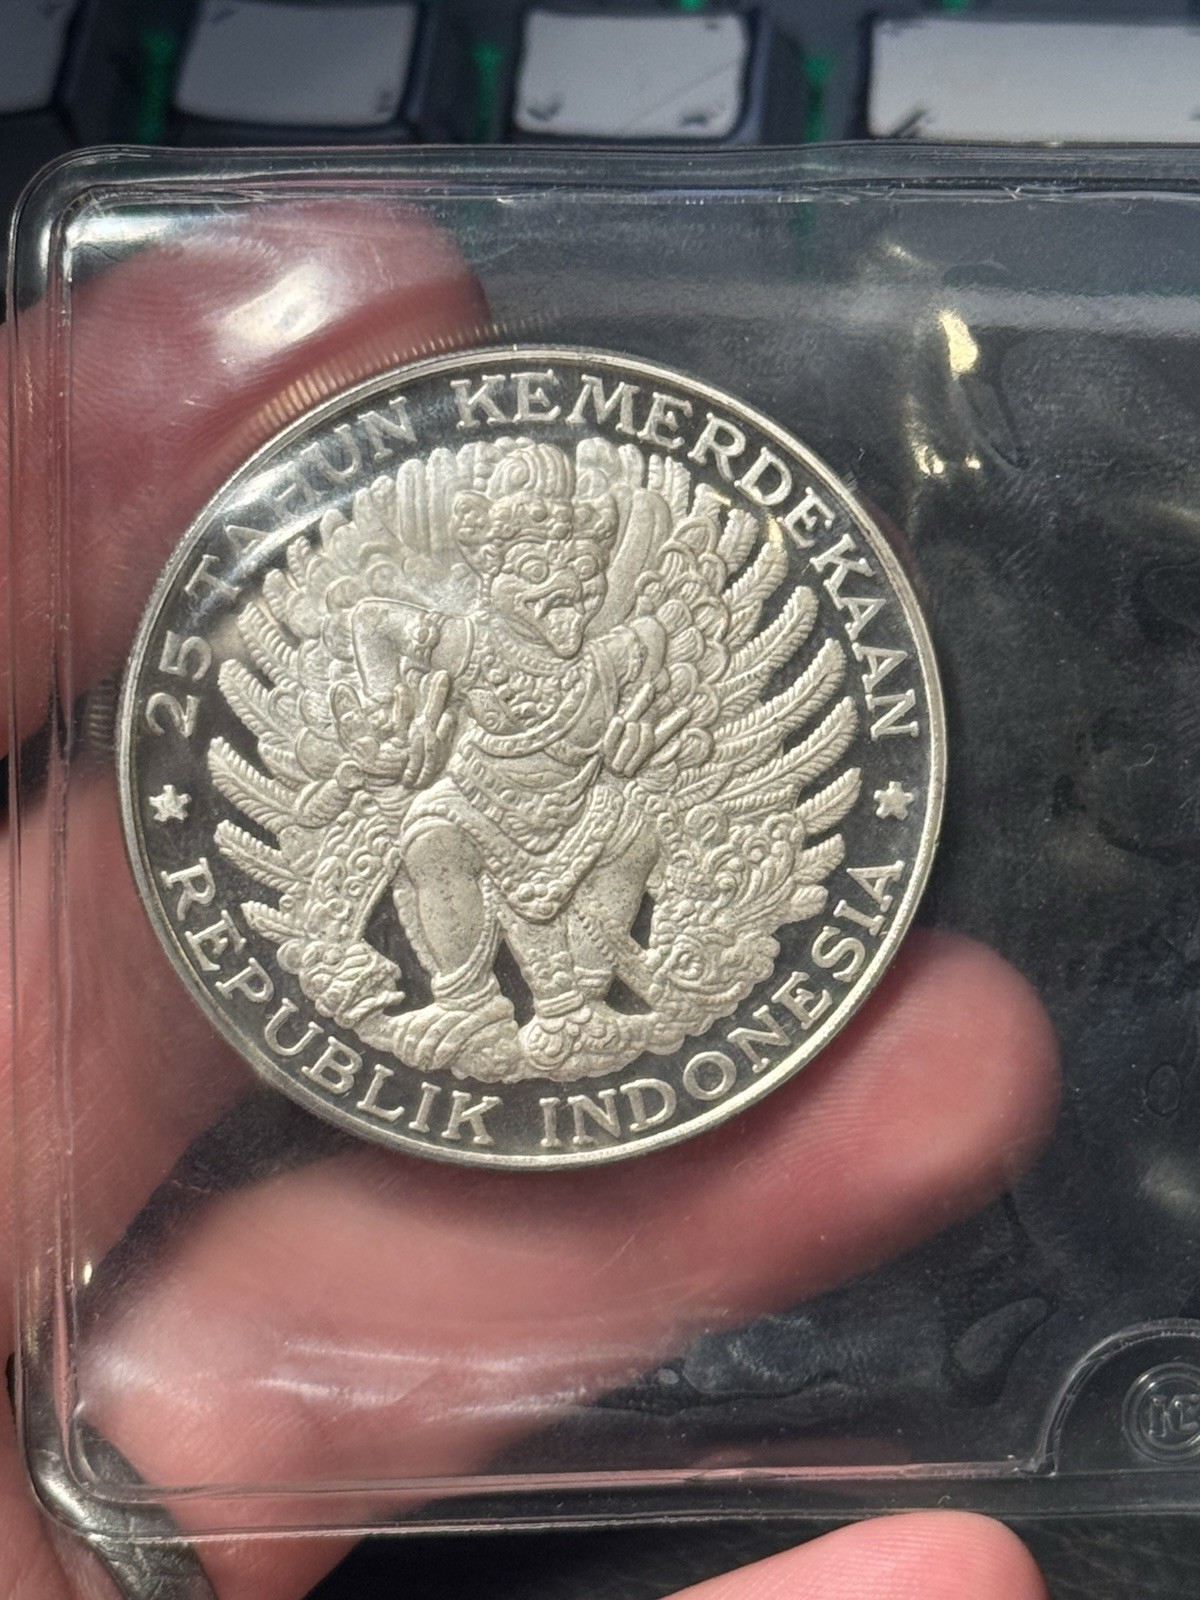 25 TAHUN KEMERDEKAAN
REPUBLIK INDONESIA